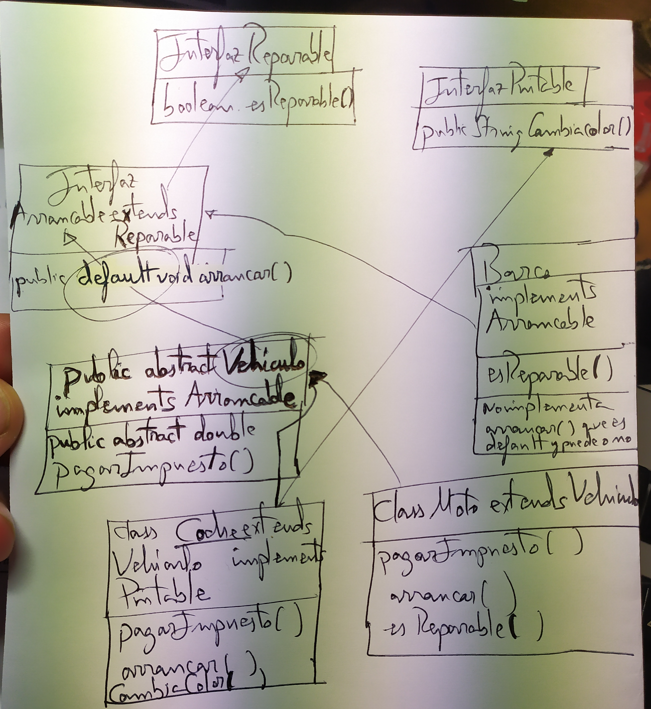 Interfaz Reparable
boolean esReparable()
Interfaz Pintable
public String CambiaColor()
Interfaz
Arrancable extends
Reparable
public default void arrancar()
Barco
implements
Arrancable
esReparable()
No implementa
arrancar() que es
default y puede o no
public abstract Vehiculo
implements Arrancable
public abstract double
pagarImpuesto()
class Coche extends
Vehiculo implements
Pintable
pagarImpuesto()
arrancar()
CambiaColor()
class Moto extends Vehiculo
pagarImpuesto()
arrancar()
esReparable()